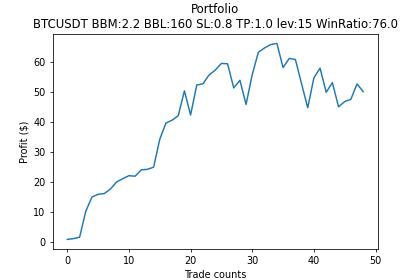 Portfolio
BTCUSDT BBM:2.2 BBL:160 SL:0.8 TP:1.0 lev:15 WinRatio:76.0
Profit ($)
60
50
40
30
20
10
0
0 10 20 30 40 50
Trade counts